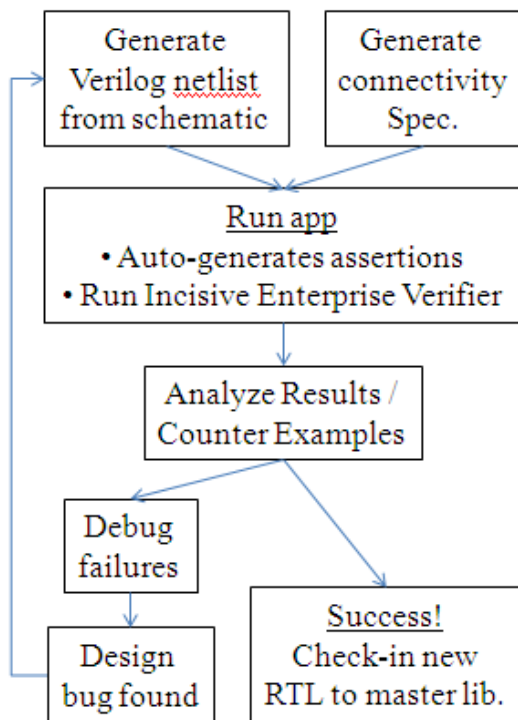 Generate
Verilog netlist
from schematic
Generate
connectivity
Spec.
Run app
• Auto-generates assertions
• Run Incisive Enterprise Verifier
Analyze Results /
Counter Examples
Debug
failures
Design
bug found
Success!
Check-in new
RTL to master lib.